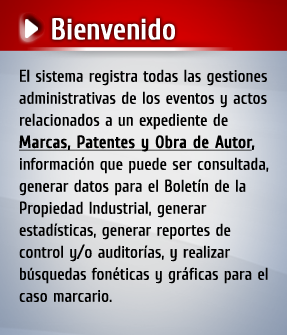 Bienvenido
El sistema registra todas las gestiones
administrativas de los eventos y actos
relacionados a un expediente de
Marcas, Patentes y Obra de Autor,
información que puede ser consultada,
generar datos para el Boletín de la
Propiedad Industrial, generar
estadísticas, generar reportes de
control y/o auditorías, y realizar
búsquedas fonéticas y gráficas para el
caso marcario.